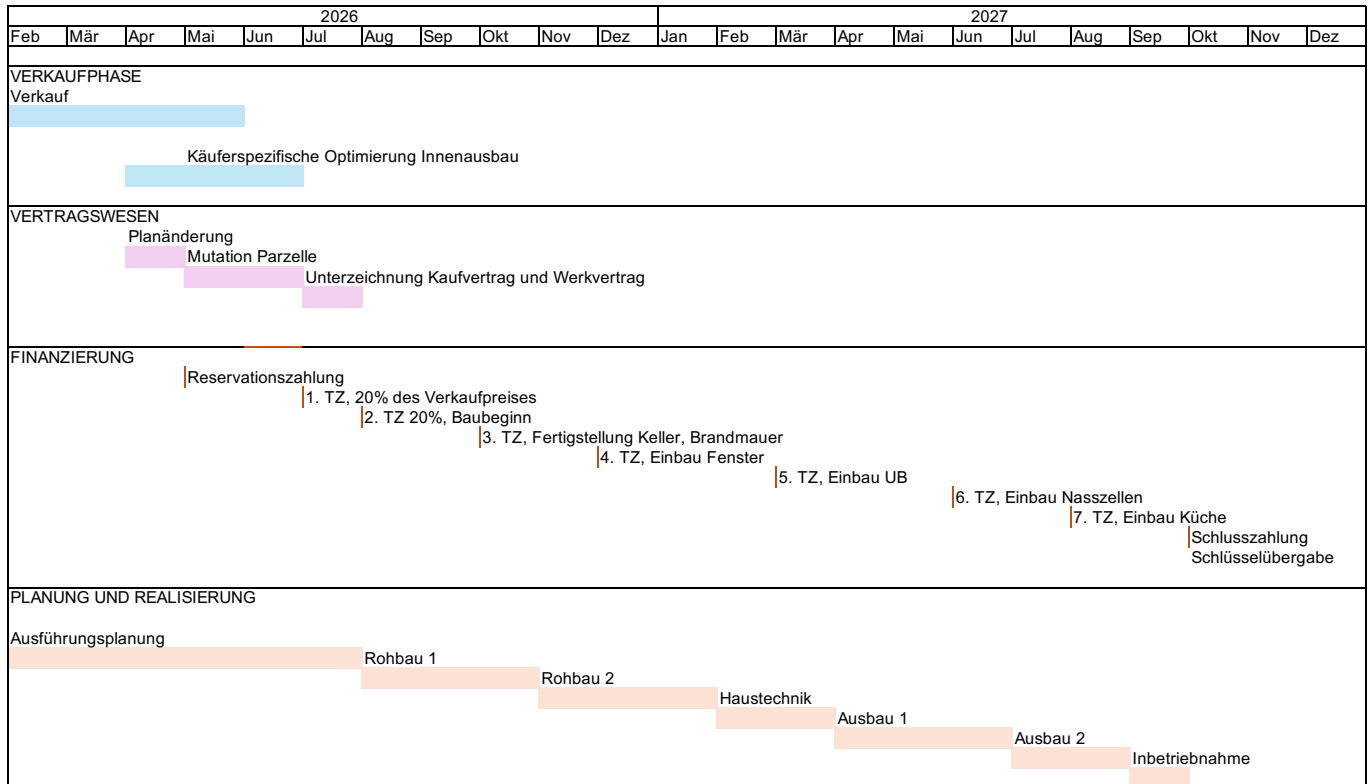 2026 2027
Feb Mär Apr Mai Jun Jul Aug Sep Okt Nov Dez Jan Feb Mär Apr Mai Jun Jul Aug Sep Okt Nov Dez
VERKAUFPHASE
Verkauf
Käuferspezifische Optimierung Innenausbau
VERTRAGSWESEN
Planänderung
Mutation Parzelle
Unterzeichnung Kaufvertrag und Werkvertrag
FINANZIERUNG
Reservationszahlung
1. TZ, 20% des Verkaufpreises
2. TZ 20%, Baubeginn
3. TZ, Fertigstellung Keller, Brandmauer
4. TZ, Einbau Fenster
5. TZ, Einbau UB
6. TZ, Einbau Nasszellen
7. TZ, Einbau Küche
Schlusszahlung
Schlüsselübergabe
PLANUNG UND REALISIERUNG
Ausführungsplanung
Rohbau 1
Rohbau 2
Haustechnik
Ausbau 1
Ausbau 2
Inbetriebnahme